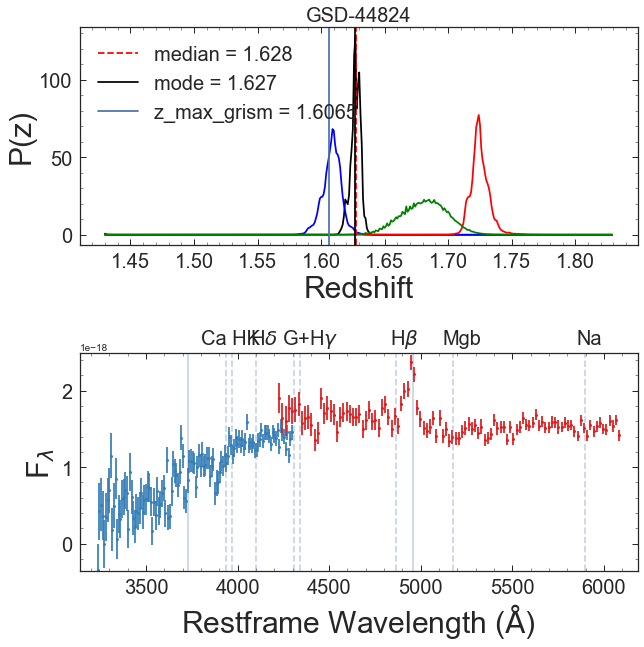 GSD-44824
median = 1.628
mode = 1.627
z_max_grism = 1.6065
P(z)
100
50
0
1.45 1.50 1.55 1.60 1.65 1.70 1.75 1.80
Redshift
1e−18
Ca HK Hδ G+Hγ Hβ Mgb Na
2
1
0
F_λ
3500 4000 4500 5000 5500 6000
Restframe Wavelength (Å)